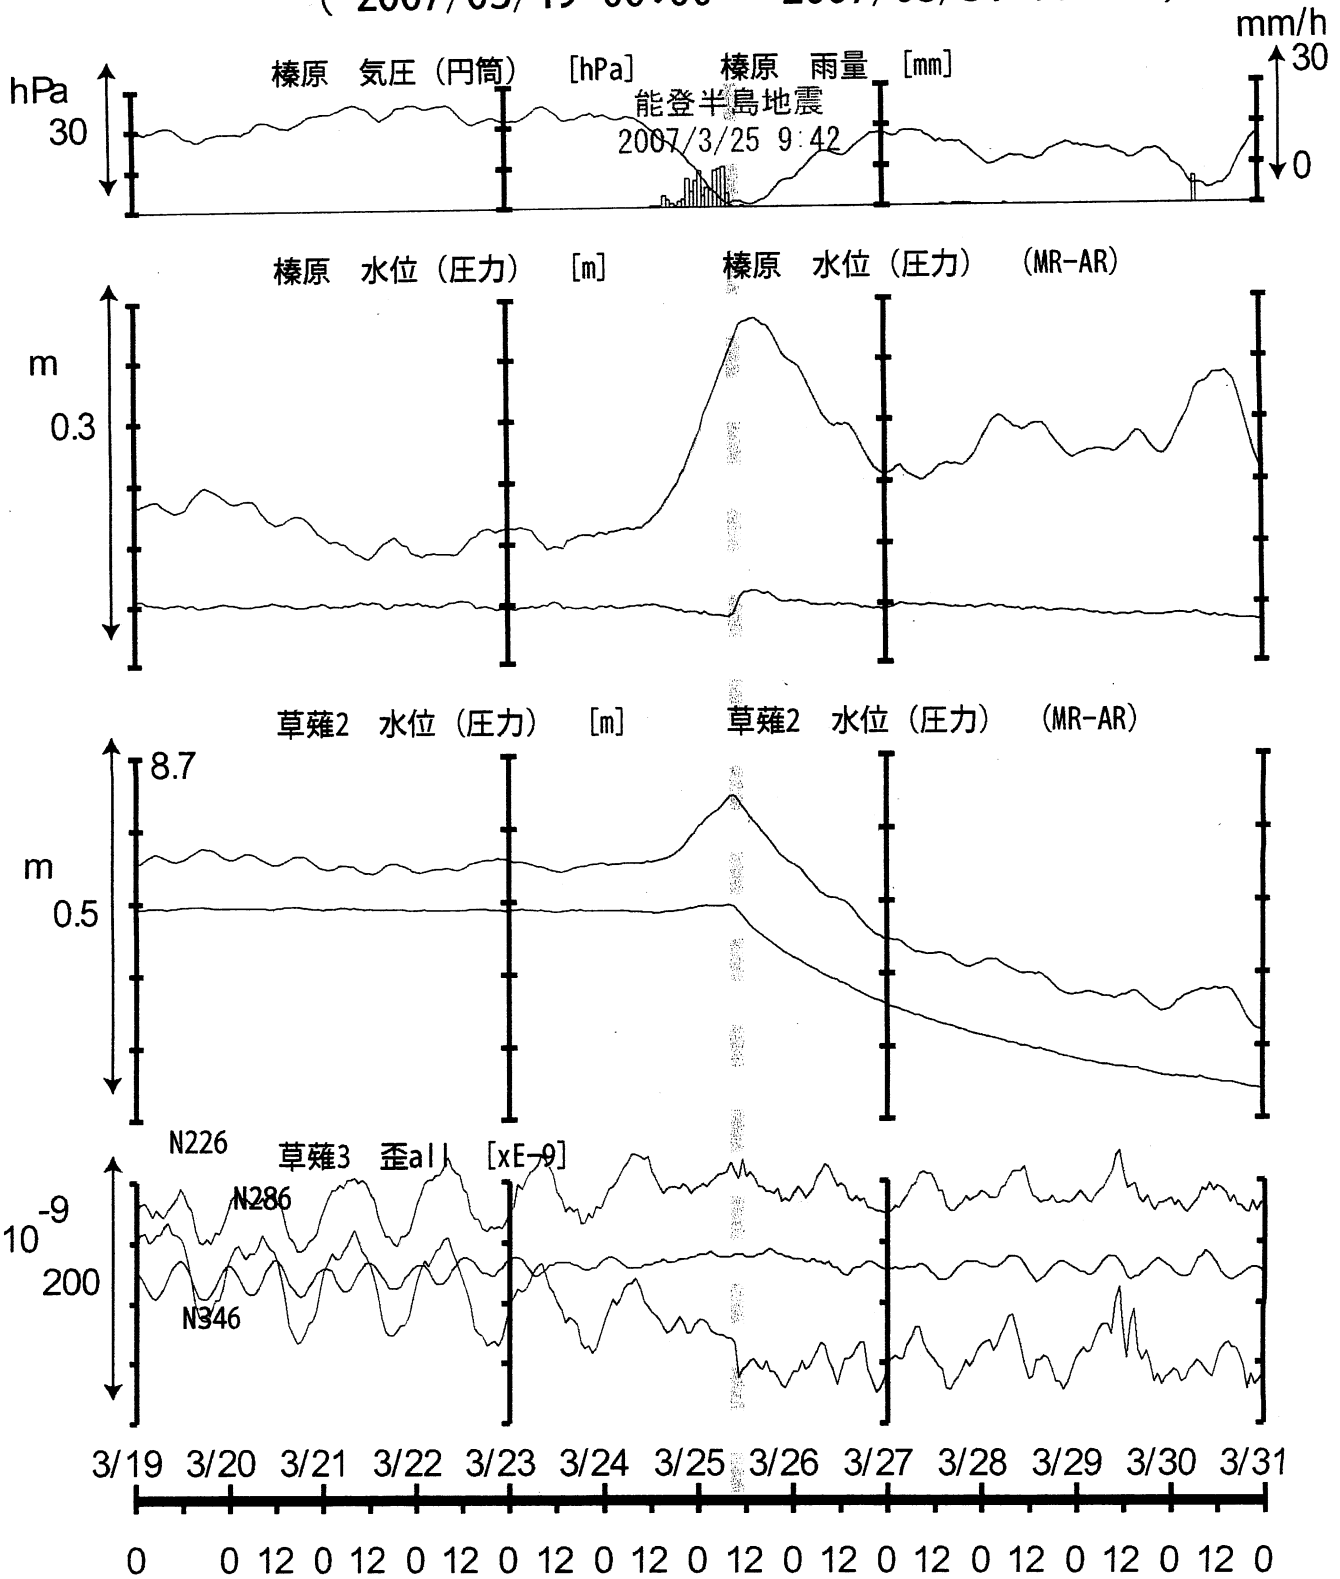 mm/h
榛原 気圧（円筒） [hPa] 榛原 雨量 [mm]
30
hPa
能登半島地震
30
2007/3/25 9:42
0
榛原 水位（圧力） [m] 榛原 水位（圧力） (MR-AR)
m
0.3
草薙2 水位（圧力） [m] 草薙2 水位（圧力） (MR-AR)
8.7
m
0.5
N226
草薙3 歪all [xE-9]
N286
10-9
200
N346
3/19 3/20 3/21 3/22 3/23 3/24 3/25 3/26 3/27 3/28 3/29 3/30 3/31
0 0 12 0 12 0 12 0 12 0 12 0 12 0 12 0 12 0 12 0 12 0 12 0